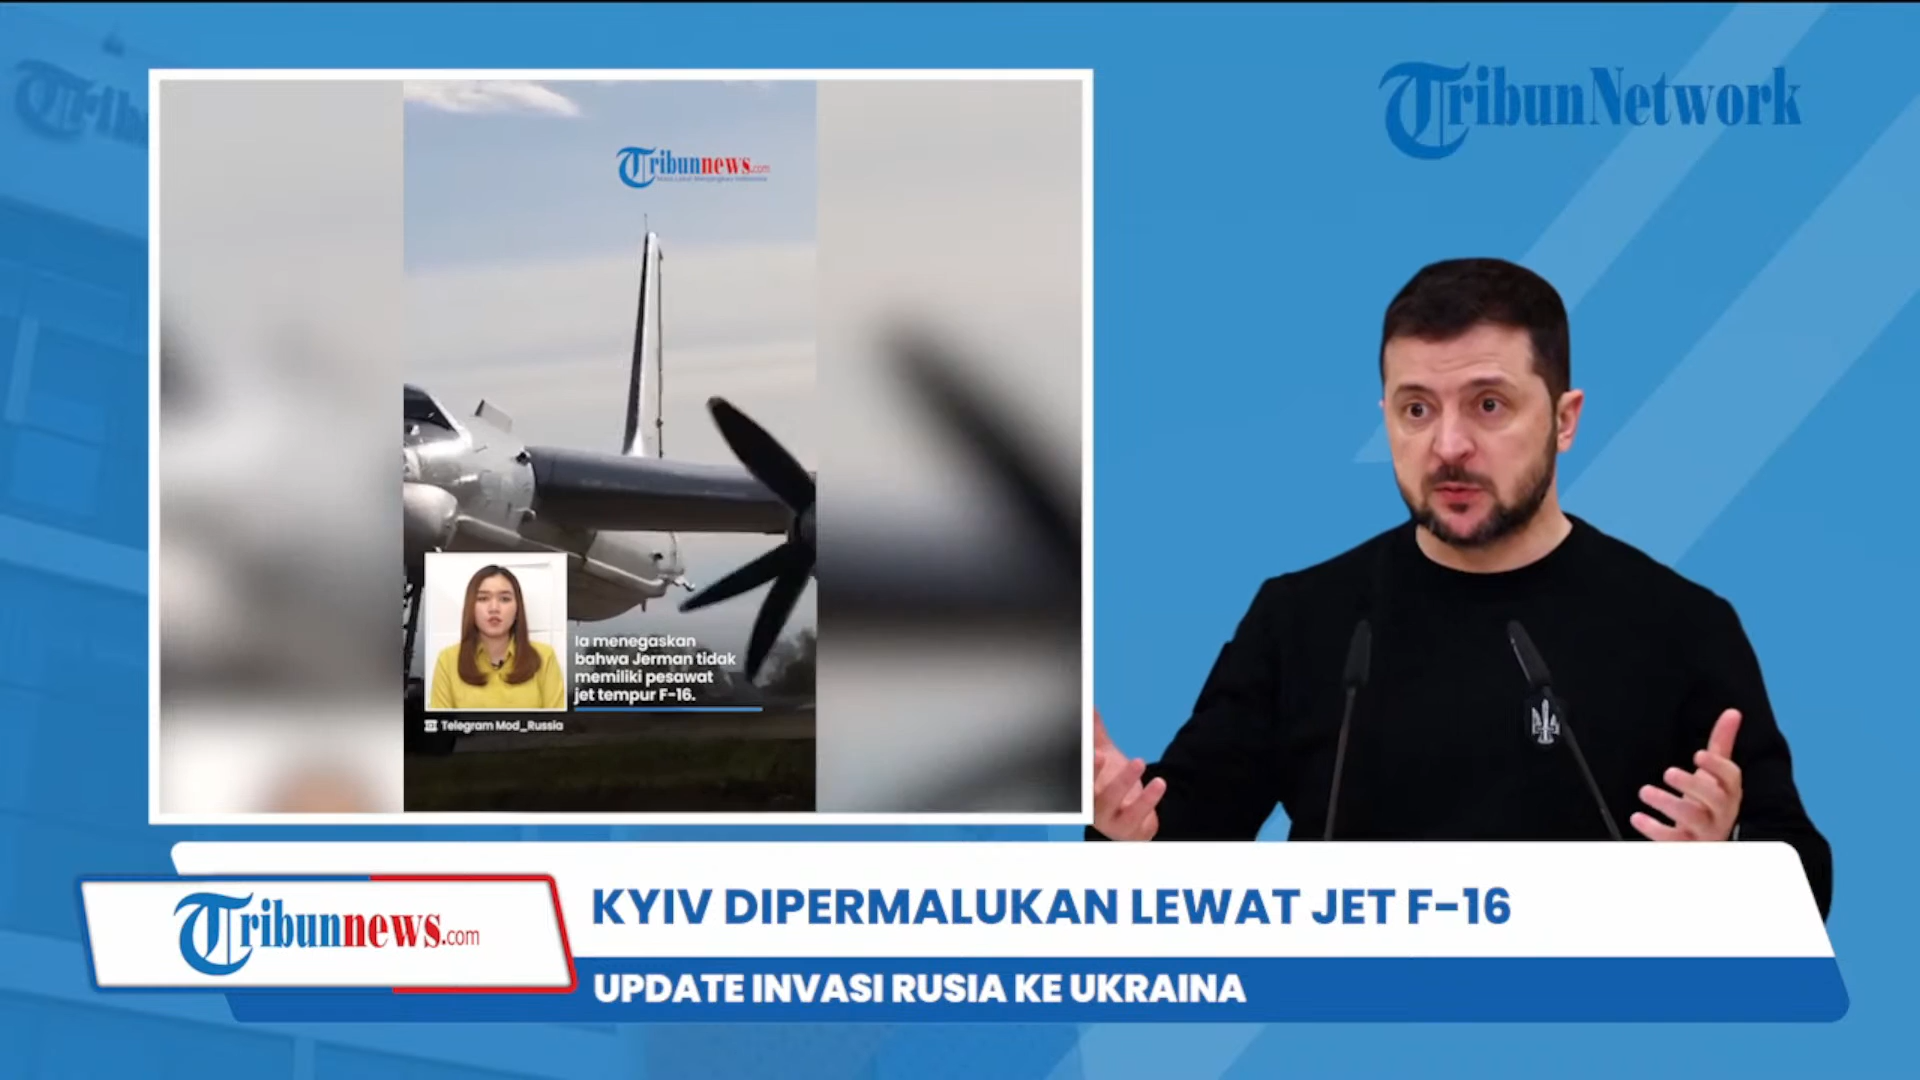 Trib
TribunNetwork
Tribunnews.com
Ia menegaskan
bahwa Jerman tidak
memiliki pesawat
jet tempur F-16.
Telegram Mod_Russia
KYIV DIPERMALUKAN LEWAT JET F-16
Tribunnews.com
UPDATE INVASI RUSIA KE UKRAINA